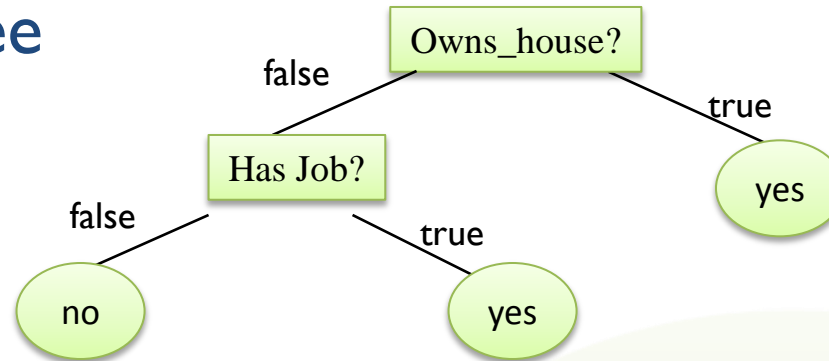 ee
Owns_house?
false
true
Has Job?
yes
false
true
no
yes